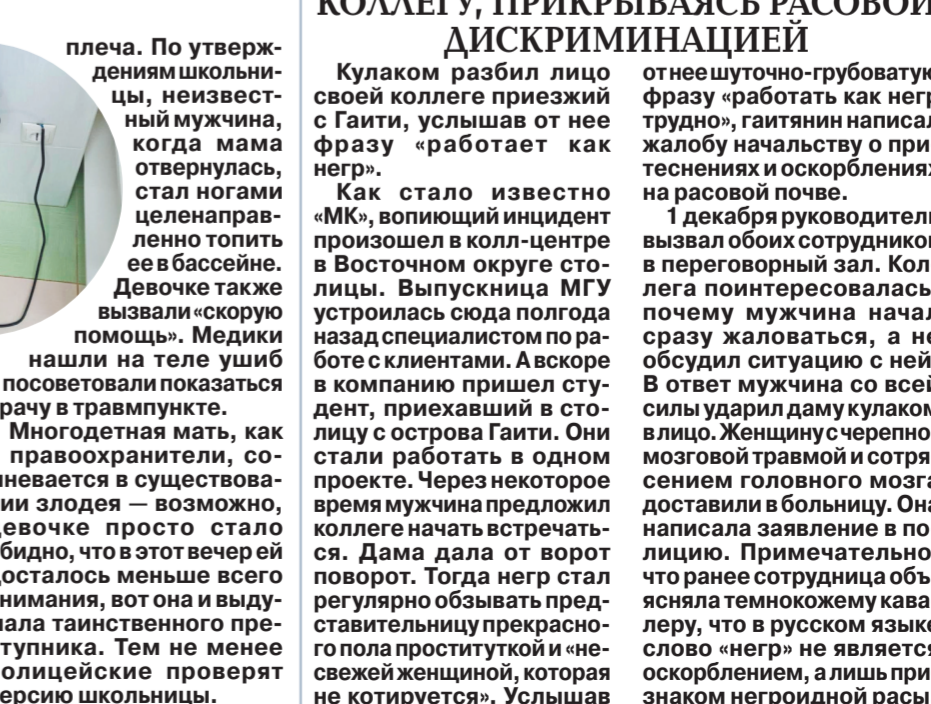 плеча. По утверж-
дениям школьни-
цы, неизвест-
ный мужчина,
когда мама
отвернулась,
стал ногами
целенаправ-
ленно топить
ее в бассейне.
Девочке также
вызвали «скорую
помощь». Медики
нашли на теле ушиб
посоветовали показаться
рачу в травмпункте.
Многодетная мать, как
правоохранители, со-
невается в существова-
ии злодея — возможно,
евочке просто стало
бидно, что в этот вечер ей
осталось меньше всего
нимания, вот она и выду-
ала таинственного пре-
тупника. Тем не менее
олицейские проверят
ерсию школьницы.
КОЛЛЕГУ, ПРИКРЫВАЯСЬ РАСОВОЙ
ДИСКРИМИНАЦИЕЙ
Кулаком разбил лицо
своей коллеге приезжий
с Гаити, услышав от нее
фразу «работает как
негр».
Как стало известно
«МК», вопиющий инцидент
произошел в колл-центре
в Восточном округе сто-
лицы. Выпускница МГУ
устроилась сюда полгода
назад специалистом по ра-
боте с клиентами. А вскоре
в компанию пришел сту-
дент, приехавший в сто-
лицу с острова Гаити. Они
стали работать в одном
проекте. Через некоторое
время мужчина предложил
коллеге начать встречать-
ся. Дама дала от ворот
поворот. Тогда негр стал
регулярно обзывать пред-
ставительницу прекрасно-
го пола проституткой и «не-
свежей женщиной, которая
не котируется». Услышав
от нее шуточно-грубоватую
фразу «работать как негр
трудно», гаитянин написал
жалобу начальству о при-
теснениях и оскорблениях
на расовой почве.
1 декабря руководитель
вызвал обоих сотрудников
в переговорный зал. Кол-
лега поинтересовалась,
почему мужчина начал
сразу жаловаться, а не
обсудил ситуацию с ней.
В ответ мужчина со всей
силы ударил даму кулаком
в лицо. Женщину с черепно-
мозговой травмой и сотря-
сением головного мозга
доставили в больницу. Она
написала заявление в по-
лицию. Примечательно,
что ранее сотрудница объ-
ясняла темнокожему кава-
леру, что в русском языке
слово «негр» не является
оскорблением, а лишь при-
знаком негроидной расы.